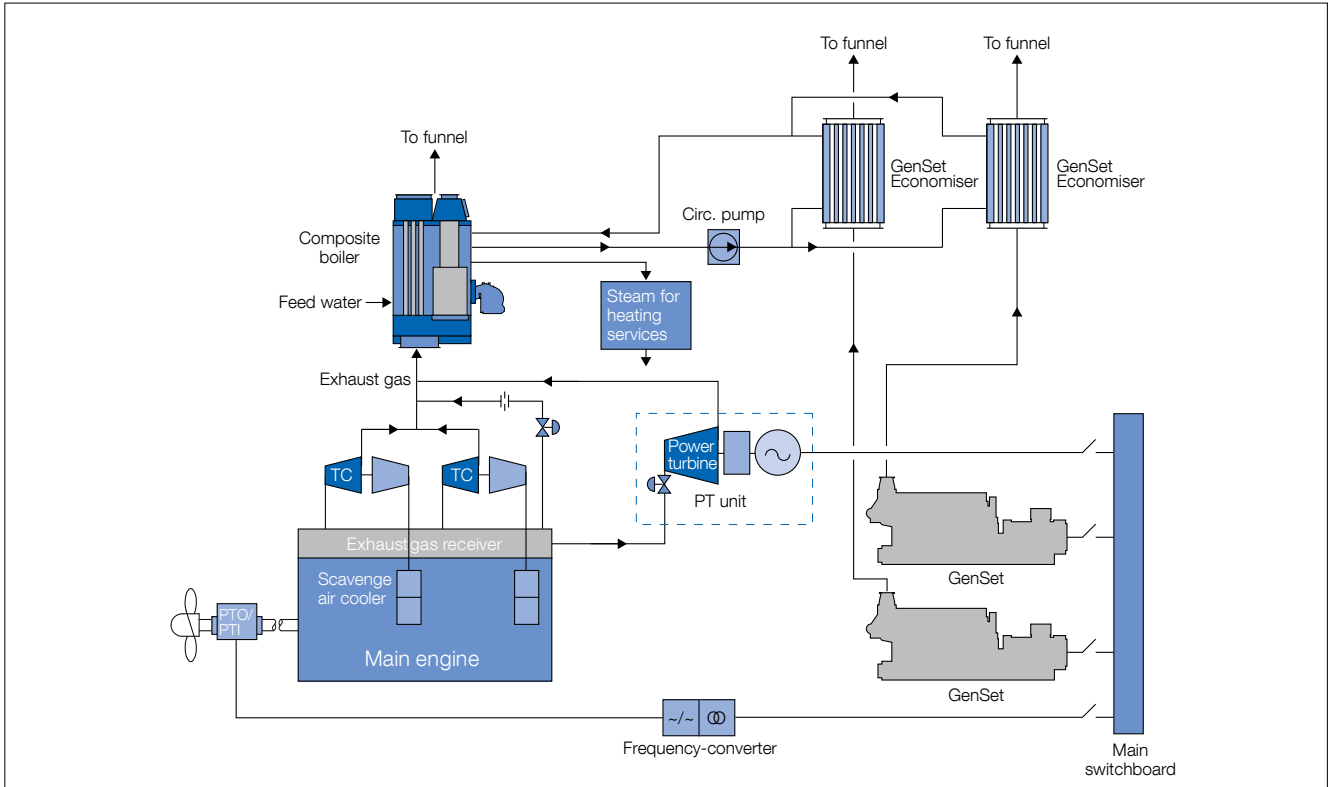 To funnel
To funnel
To funnel
GenSet
Economiser
GenSet
Economiser
Circ. pump
Composite
boiler
Feed water
Steam for
heating
services
Exhaust gas
Power
turbine
TC
TC
PT unit
Exhaust gas receiver
Scavenge
air cooler
GenSet
PTO/
PTI
Main engine
GenSet
~/~
Frequency-converter
Main
switchboard